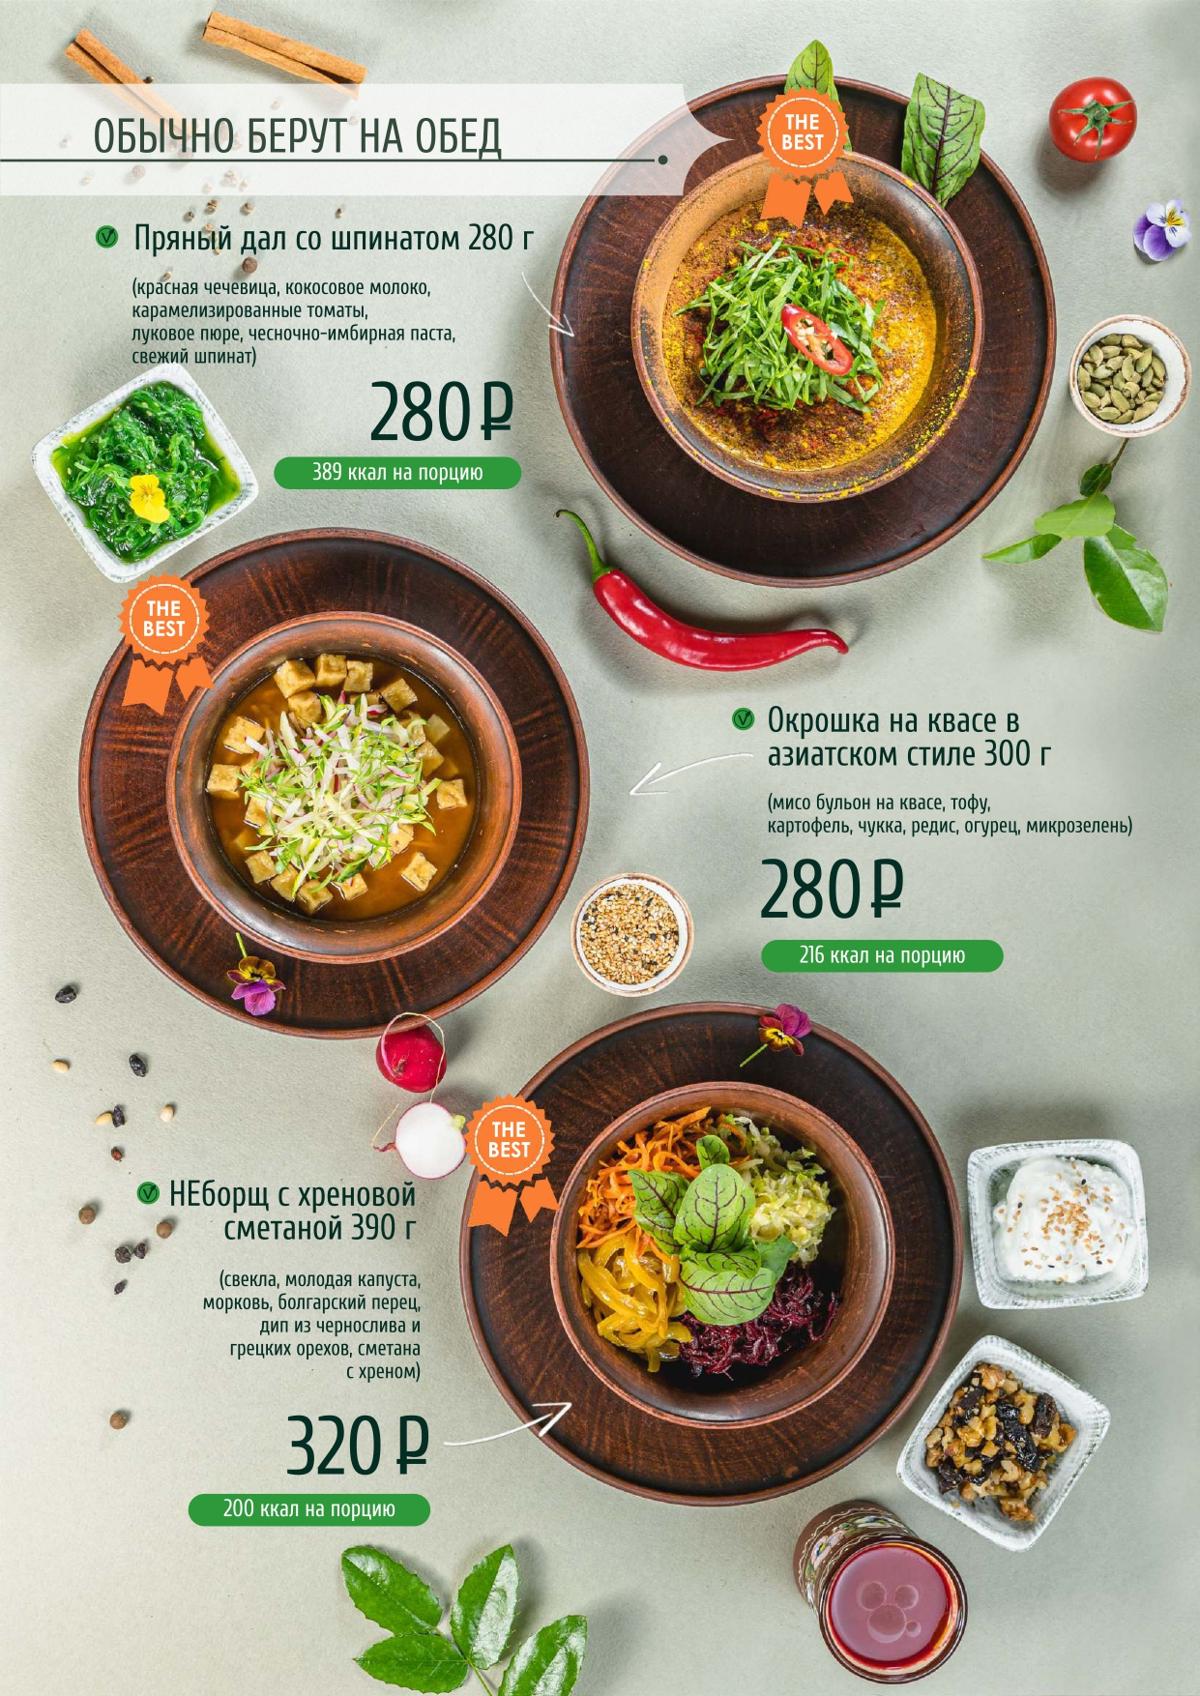 ОБЫЧНО БЕРУТ НА ОБЕД
THE
BEST
Пряный дал со шпинатом 280 г
(красная чечевица, кокосовое молоко,
карамелизированные томаты,
луковое пюре, чесночно-имбирная паста,
свежий шпинат)
280 ₽
389 ккал на порцию
THE
BEST
Окрошка на квасе в
азиатском стиле 300 г
(мисо бульон на квасе, тофу,
картофель, чукка, редис, огурец, микрозелень)
280 ₽
216 ккал на порцию
THE
BEST
НЕборщ с хреновой
сметаной 390 г
(свекла, молодая капуста,
морковь, болгарский перец,
дип из чернослива и
грецких орехов, сметана
с хреном)
320 ₽
200 ккал на порцию